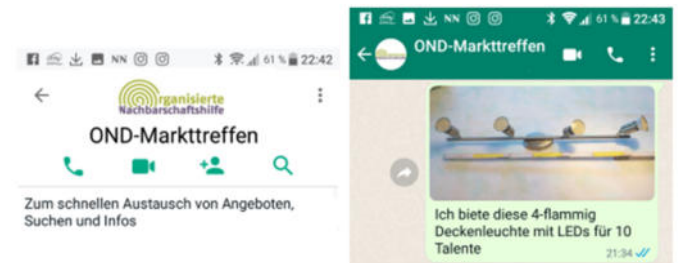 NN 61 % 22:42
Organisierte
Nachbarschaftshilfe
OND-Markttreffen
Zum schnellen Austausch von Angeboten,
Suchen und Infos
NN 61 % 22:43
OND-Markttreffen
Ich biete diese 4-flammig
Deckenleuchte mit LEDs für 10
Talente
21:34